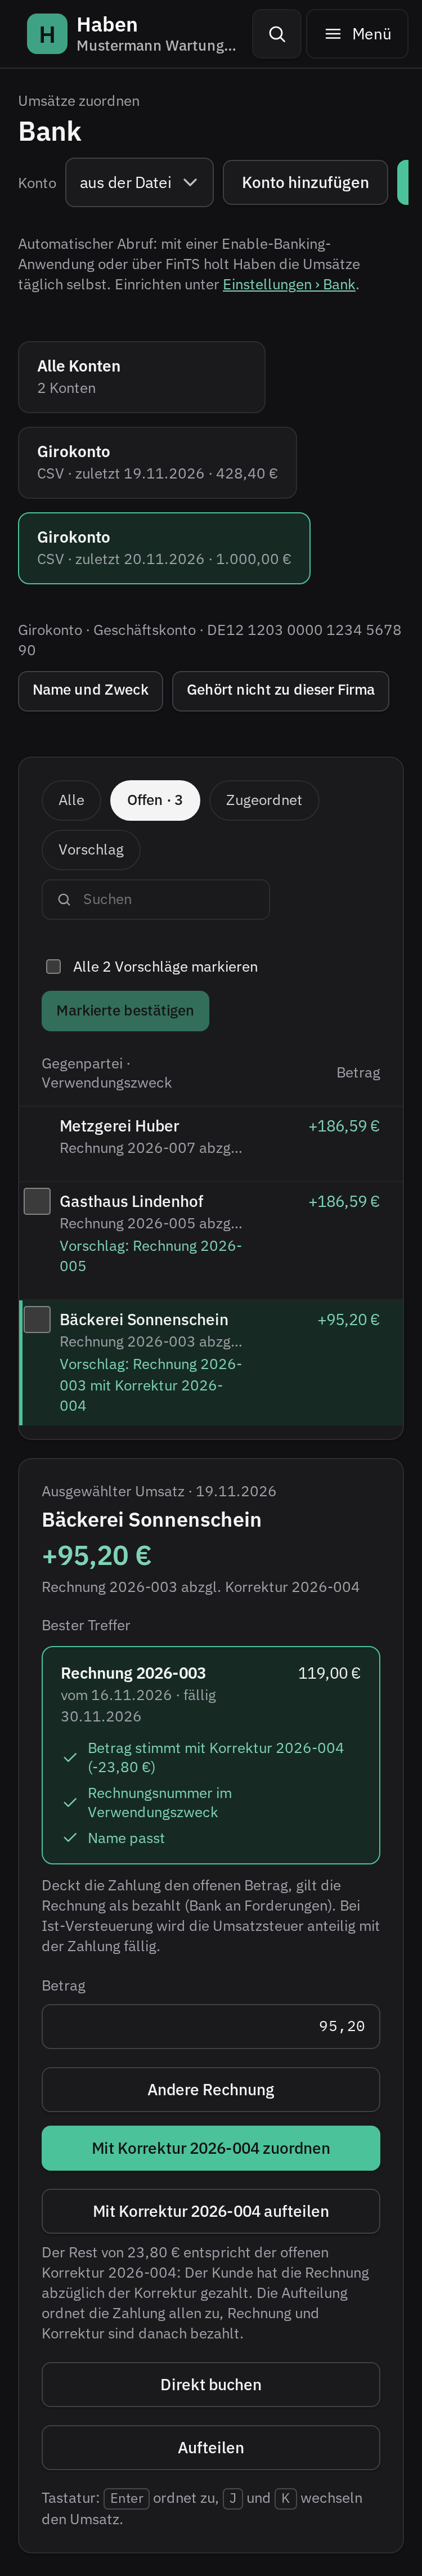 H
Haben
Mustermann Wartung...
Menü
Umsätze zuordnen
Bank
Konto
aus der Datei
Konto hinzufügen
Automatischer Abruf: mit einer Enable-Banking-
Anwendung oder über FinTS holt Haben die Umsätze
täglich selbst. Einrichten unter Einstellungen › Bank.
Alle Konten
2 Konten
Girokonto
CSV · zuletzt 19.11.2026 · 428,40 €
Girokonto
CSV · zuletzt 20.11.2026 · 1.000,00 €
Girokonto · Geschäftskonto · DE12 1203 0000 1234 5678
90
Name und Zweck
Gehört nicht zu dieser Firma
Alle
Offen · 3
Zugeordnet
Vorschlag
Suchen
Alle 2 Vorschläge markieren
Markierte bestätigen
Gegenpartei ·
Verwendungszweck
Betrag
Metzgerei Huber
+186,59 €
Rechnung 2026-007 abzg...
Gasthaus Lindenhof
+186,59 €
Rechnung 2026-005 abzg...
Vorschlag: Rechnung 2026-
005
Bäckerei Sonnenschein
+95,20 €
Rechnung 2026-003 abzg...
Vorschlag: Rechnung 2026-
003 mit Korrektur 2026-
004
Ausgewählter Umsatz · 19.11.2026
Bäckerei Sonnenschein
+95,20 €
Rechnung 2026-003 abzgl. Korrektur 2026-004
Bester Treffer
Rechnung 2026-003
119,00 €
vom 16.11.2026 · fällig
30.11.2026
Betrag stimmt mit Korrektur 2026-004
(-23,80 €)
Rechnungsnummer im
Verwendungszweck
Name passt
Deckt die Zahlung den offenen Betrag, gilt die
Rechnung als bezahlt (Bank an Forderungen). Bei
Ist-Versteuerung wird die Umsatzsteuer anteilig mit
der Zahlung fällig.
Betrag
95,20
Andere Rechnung
Mit Korrektur 2026-004 zuordnen
Mit Korrektur 2026-004 aufteilen
Der Rest von 23,80 € entspricht der offenen
Korrektur 2026-004: Der Kunde hat die Rechnung
abzüglich der Korrektur gezahlt. Die Aufteilung
ordnet die Zahlung allen zu, Rechnung und
Korrektur sind danach bezahlt.
Direkt buchen
Aufteilen
Tastatur: Enter ordnet zu, J und K wechseln
den Umsatz.